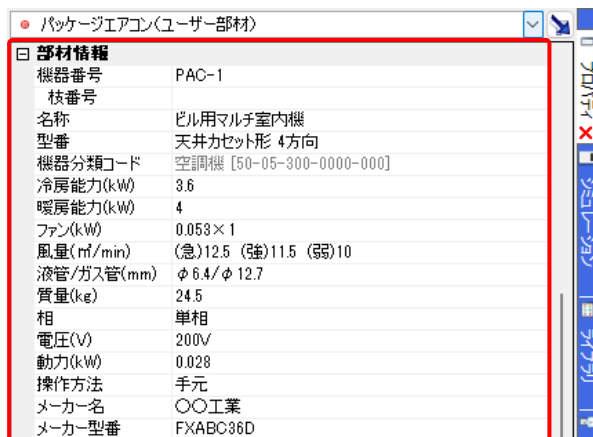 パッケージエアコン(ユーザー部材)
部材情報
機器番号 PAC-1
枝番号
名称 ビル用マルチ室内機
型番 天井カセット形 4方向
機器分類コード 空調機 [50-05-300-0000-000]
冷房能力(kW) 3.6
暖房能力(kW) 4
ファン(kW) 0.053×1
風量(㎥/min) (急)12.5 (強)11.5 (弱)10
液管/ガス管(mm) φ6.4/φ12.7
質量(kg) 24.5
相 単相
電圧(V) 200V
動力(kW) 0.028
操作方法 手元
メーカー名 〇〇工業
メーカー型番 FXABC36D
プロパティ
シミュレーション
ライブラリ